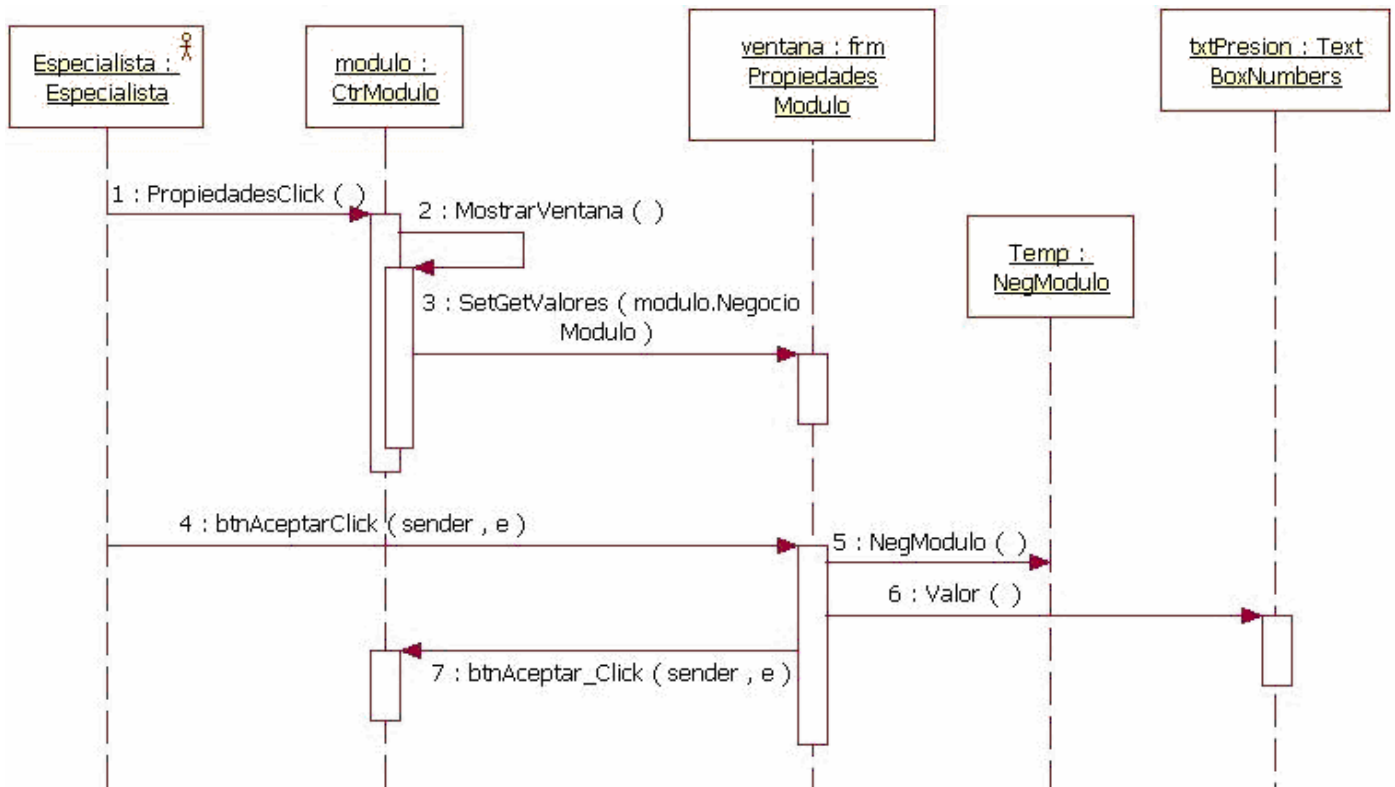 Especialista :
Especialista
modulo :
CtrModulo
ventana : frm
Propiedades
Modulo
txtPresion : Text
BoxNumbers
1 : PropiedadesClick ( )
2 : MostrarVentana ( )
Temp :
NegModulo
3 : SetGetValores ( modulo.Negocio
Modulo )
4 : btnAceptarClick ( sender , e )
5 : NegModulo ( )
6 : Valor ( )
7 : btnAceptar_Click ( sender , e )